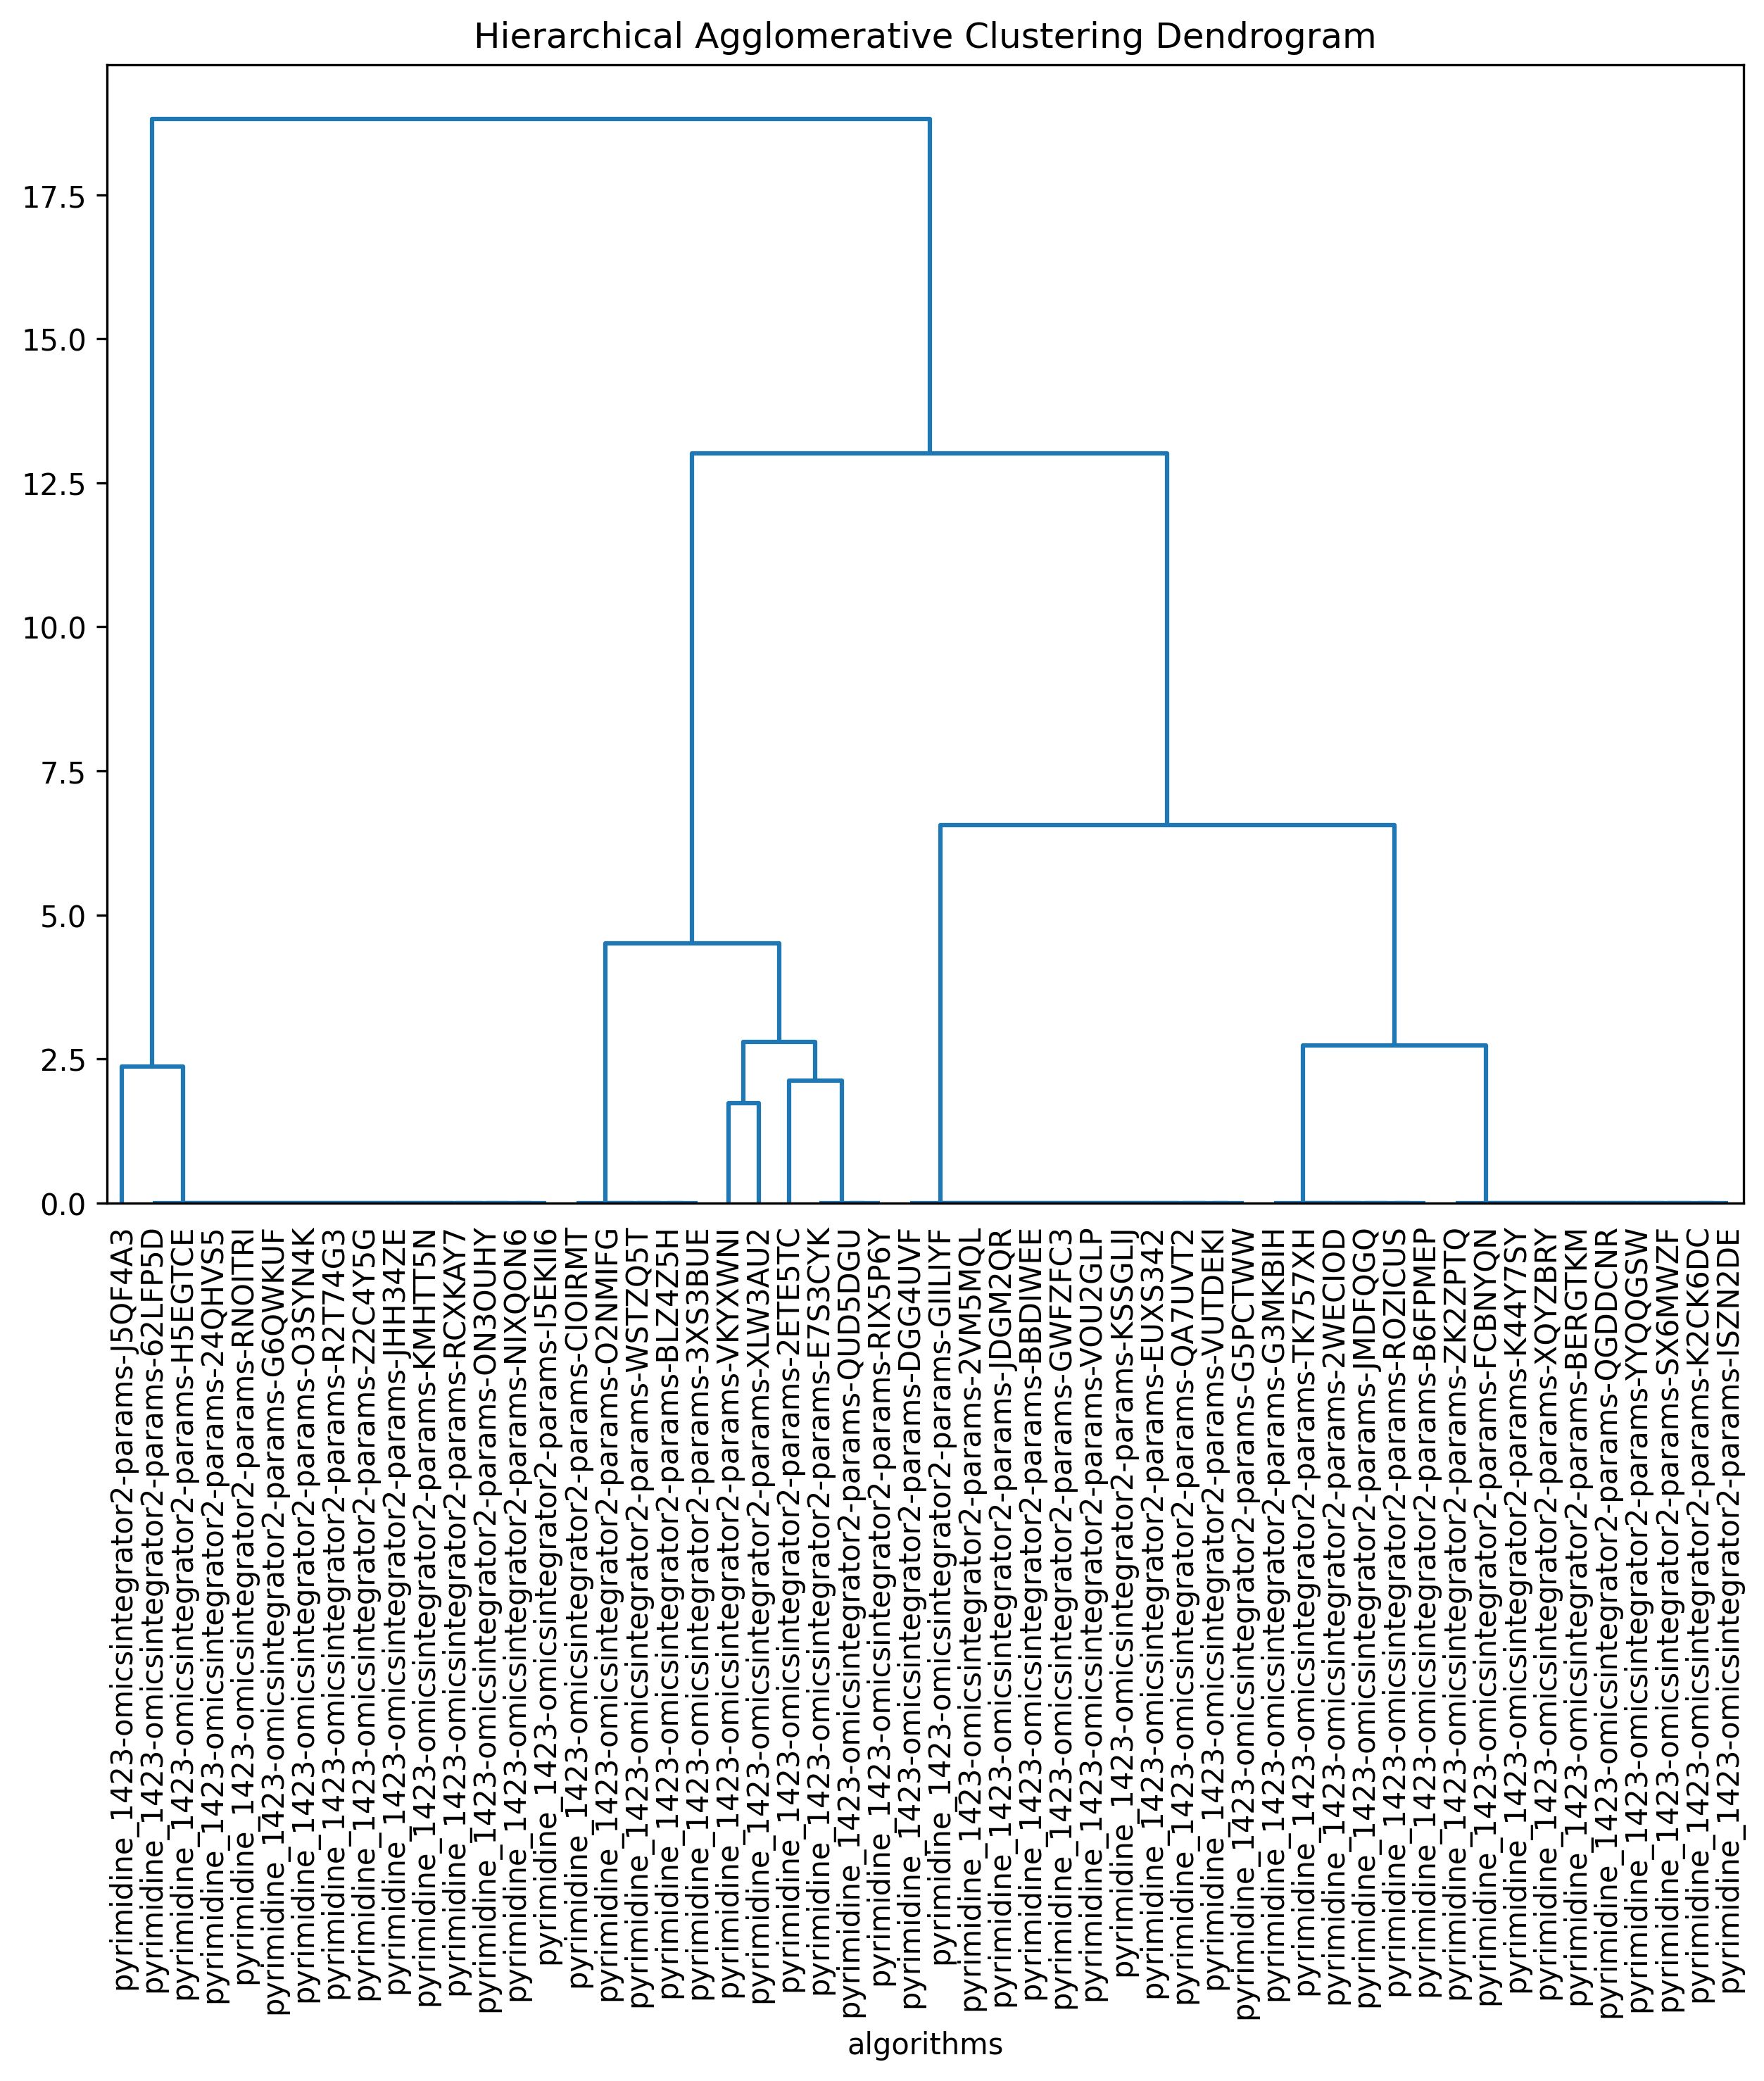 Hierarchical Agglomerative Clustering Dendrogram
17.5
15.0
12.5
10.0
7.5
5.0
2.5
0.0
pyrimidine_1423-omicsintegrator2-params-J5QF4A3
pyrimidine_1423-omicsintegrator2-params-62LFP5D
pyrimidine_1423-omicsintegrator2-params-H5EGTCE
pyrimidine_1423-omicsintegrator2-params-24QHVS5
pyrimidine_1423-omicsintegrator2-params-RNOITRI
pyrimidine_1423-omicsintegrator2-params-G6QWKUF
pyrimidine_1423-omicsintegrator2-params-O3SYN4K
pyrimidine_1423-omicsintegrator2-params-R2T74G3
pyrimidine_1423-omicsintegrator2-params-Z2C4Y5G
pyrimidine_1423-omicsintegrator2-params-JHH34ZE
pyrimidine_1423-omicsintegrator2-params-KMHTT5N
pyrimidine_1423-omicsintegrator2-params-RCXKAY7
pyrimidine_1423-omicsintegrator2-params-ON3OUHY
pyrimidine_1423-omicsintegrator2-params-NIXQON6
pyrimidine_1423-omicsintegrator2-params-I5EKII6
pyrimidine_1423-omicsintegrator2-params-CIOIRMT
pyrimidine_1423-omicsintegrator2-params-O2NMIFG
pyrimidine_1423-omicsintegrator2-params-WSTZQ5T
pyrimidine_1423-omicsintegrator2-params-BLZ4Z5H
pyrimidine_1423-omicsintegrator2-params-3XS3BUE
pyrimidine_1423-omicsintegrator2-params-VKYXWNI
pyrimidine_1423-omicsintegrator2-params-XLW3AU2
pyrimidine_1423-omicsintegrator2-params-2ETE5TC
pyrimidine_1423-omicsintegrator2-params-E7S3CYK
pyrimidine_1423-omicsintegrator2-params-QUD5DGU
pyrimidine_1423-omicsintegrator2-params-RIX5P6Y
pyrimidine_1423-omicsintegrator2-params-DGG4UVF
pyrimidine_1423-omicsintegrator2-params-GIILIYF
pyrimidine_1423-omicsintegrator2-params-2VM5MQL
pyrimidine_1423-omicsintegrator2-params-JDGM2QR
pyrimidine_1423-omicsintegrator2-params-BBDIWEE
pyrimidine_1423-omicsintegrator2-params-GWFZFC3
pyrimidine_1423-omicsintegrator2-params-VOU2GLP
pyrimidine_1423-omicsintegrator2-params-KSSGLIJ
pyrimidine_1423-omicsintegrator2-params-EUXS342
pyrimidine_1423-omicsintegrator2-params-QA7UVT2
pyrimidine_1423-omicsintegrator2-params-VUTDEKI
pyrimidine_1423-omicsintegrator2-params-G5PCTWW
pyrimidine_1423-omicsintegrator2-params-G3MKBIH
pyrimidine_1423-omicsintegrator2-params-TK757XH
pyrimidine_1423-omicsintegrator2-params-2WECIOD
pyrimidine_1423-omicsintegrator2-params-JMDFQGQ
pyrimidine_1423-omicsintegrator2-params-ROZICUS
pyrimidine_1423-omicsintegrator2-params-B6FPMEP
pyrimidine_1423-omicsintegrator2-params-ZK2ZPTQ
pyrimidine_1423-omicsintegrator2-params-FCBNYQN
pyrimidine_1423-omicsintegrator2-params-K44Y7SY
pyrimidine_1423-omicsintegrator2-params-XQYZBRY
pyrimidine_1423-omicsintegrator2-params-BERGTKM
pyrimidine_1423-omicsintegrator2-params-QGDDCNR
pyrimidine_1423-omicsintegrator2-params-YYQQGSW
pyrimidine_1423-omicsintegrator2-params-SX6MWZF
pyrimidine_1423-omicsintegrator2-params-K2CK6DC
pyrimidine_1423-omicsintegrator2-params-ISZN2DE
algorithms